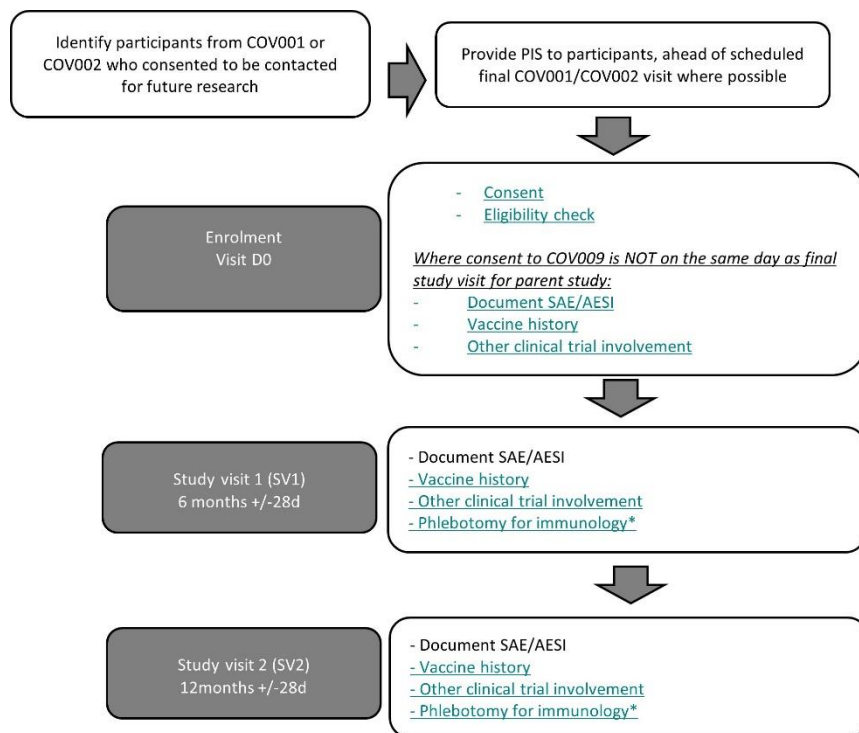 Identify participants from COV001 or
COV002 who consented to be contacted
for future research
Provide PIS to participants, ahead of scheduled
final COV001/COV002 visit where possible
Enrolment
Visit D0
- Consent
- Eligibility check
Where consent to COV009 is NOT on the same day as final
study visit for parent study:
- Document SAE/AESI
- Vaccine history
- Other clinical trial involvement
Study visit 1 (SV1)
6 months +/-28d
- Document SAE/AESI
- Vaccine history
- Other clinical trial involvement
- Phlebotomy for immunology*
Study visit 2 (SV2)
12months +/-28d
- Document SAE/AESI
- Vaccine history
- Other clinical trial involvement
- Phlebotomy for immunology*